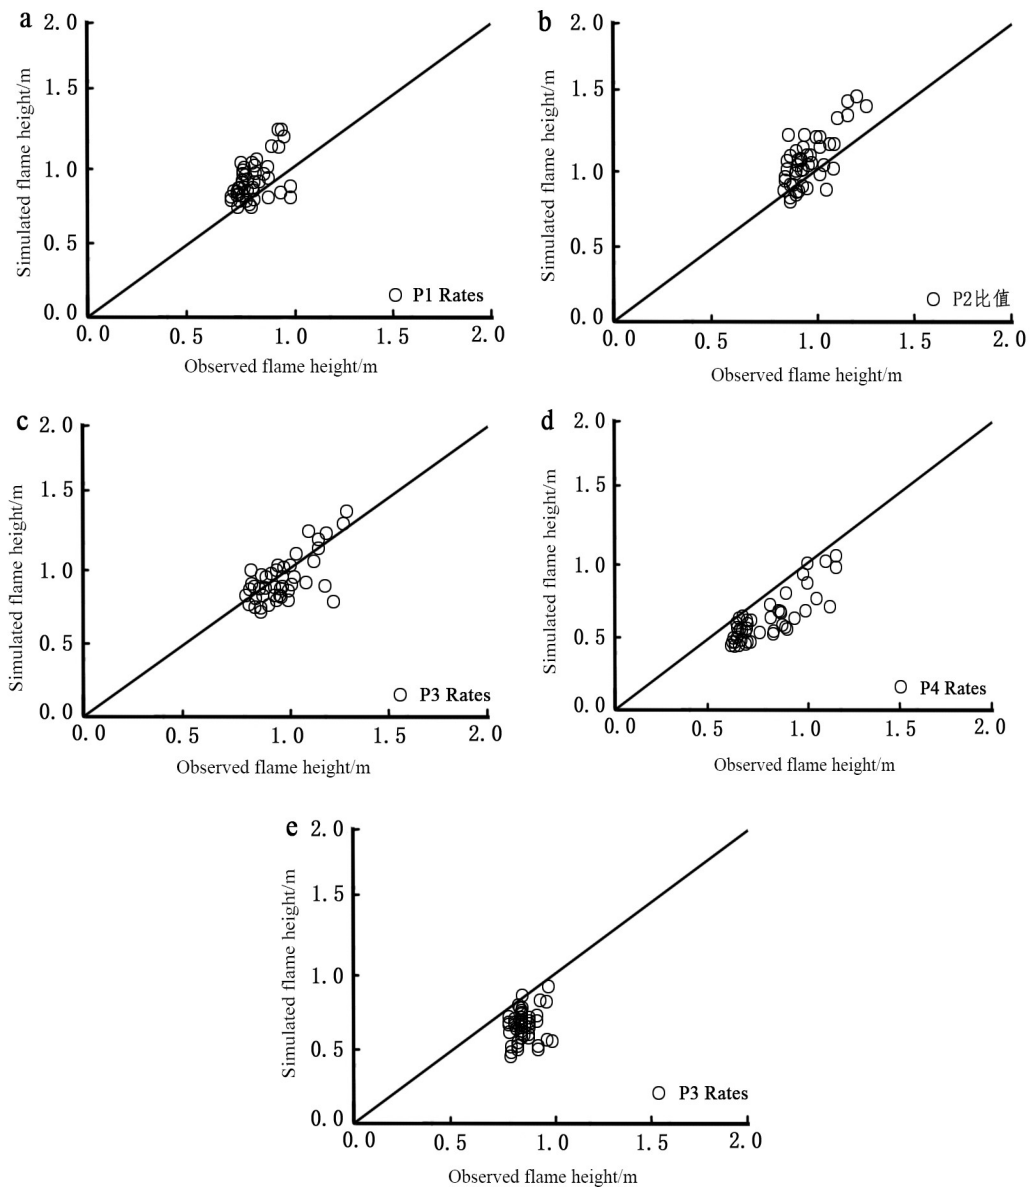 a
2.0
1.5
1.0
0.5
0.0
Simulated flame height/m
P1 Rates
0.0 0.5 1.0 1.5 2.0
Observed flame height/m
b
2.0
1.5
1.0
0.5
0.0
Simulated flame height/m
P2比值
0.0 0.5 1.0 1.5 2.0
Observed flame height/m
c
2.0
1.5
1.0
0.5
0.0
Simulated flame height/m
P3 Rates
0.0 0.5 1.0 1.5 2.0
Observed flame height/m
d
2.0
1.5
1.0
0.5
0.0
Simulated flame height/m
P4 Rates
0.0 0.5 1.0 1.5 2.0
Observed flame height/m
e
2.0
1.5
1.0
0.5
0.0
Simulated flame height/m
P3 Rates
0.0 0.5 1.0 1.5 2.0
Observed flame height/m